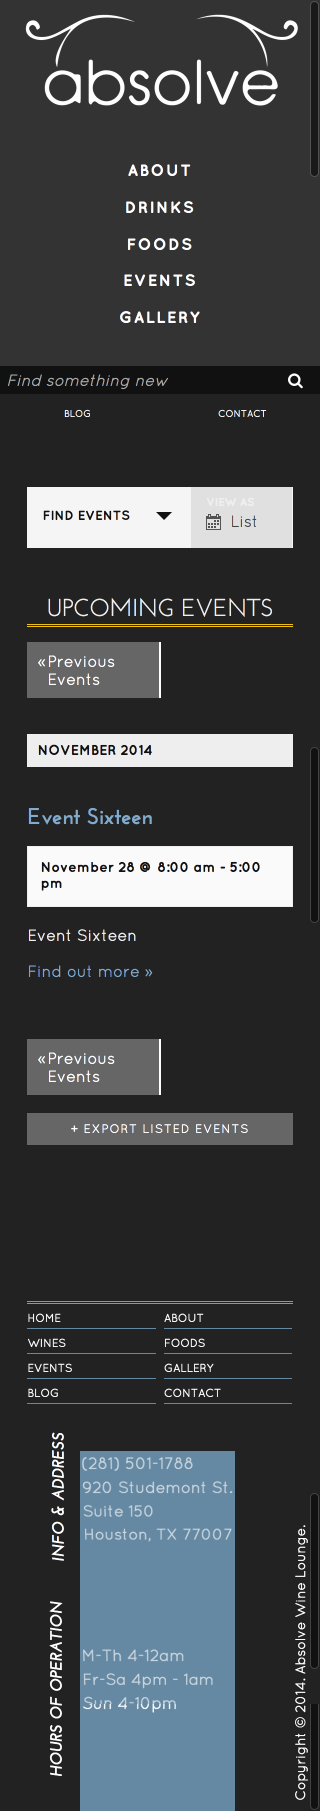 absolve
ABOUT
DRINKS
FOODS
EVENTS
GALLERY
Find something new
BLOG CONTACT
FIND EVENTS
VIEW AS
List
UPCOMING EVENTS
«Previous
Events
NOVEMBER 2014
Event Sixteen
November 28 @ 8:00 am - 5:00
pm
Event Sixteen
Find out more »
«Previous
Events
+ EXPORT LISTED EVENTS
HOME ABOUT
WINES FOODS
EVENTS GALLERY
BLOG CONTACT
INFO & ADDRESS
(281) 501-1788
920 Studemont St.
Suite 150
Houston, TX 77007
HOURS OF OPERATION
M-Th 4-12am
Fr-Sa 4pm - 1am
Sun 4-10pm
Copyright © 2014. Absolve Wine Lounge.